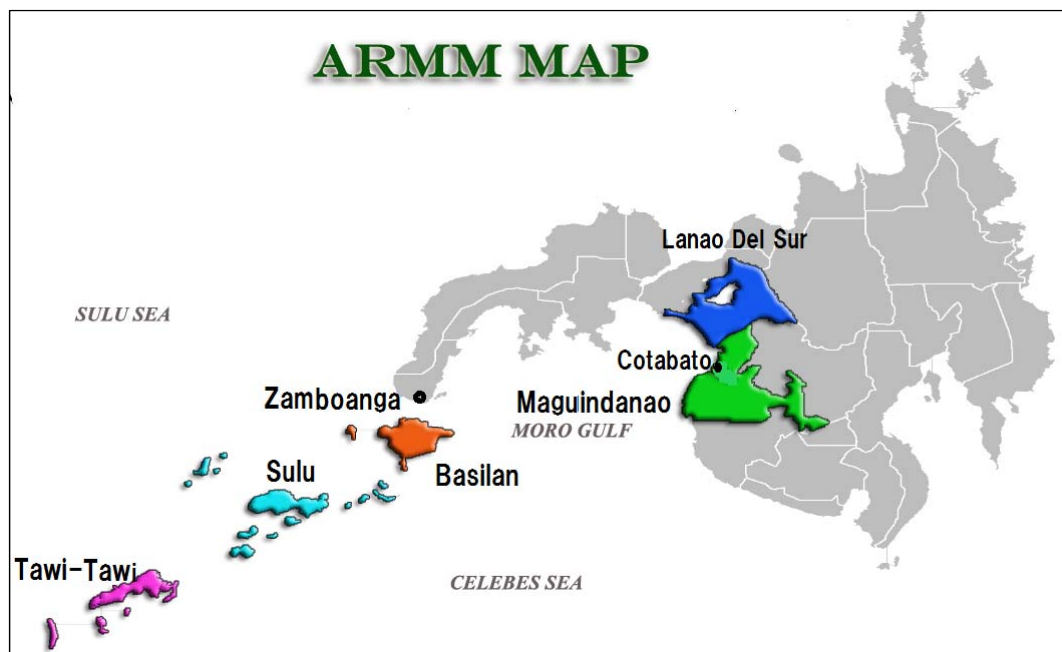 ARMM MAP
Lanao Del Sur
SULU SEA
Cotabato
Zamboanga
Maguindanao
MORO GULF
Sulu
Basilan
Tawi-Tawi
CELEBES SEA